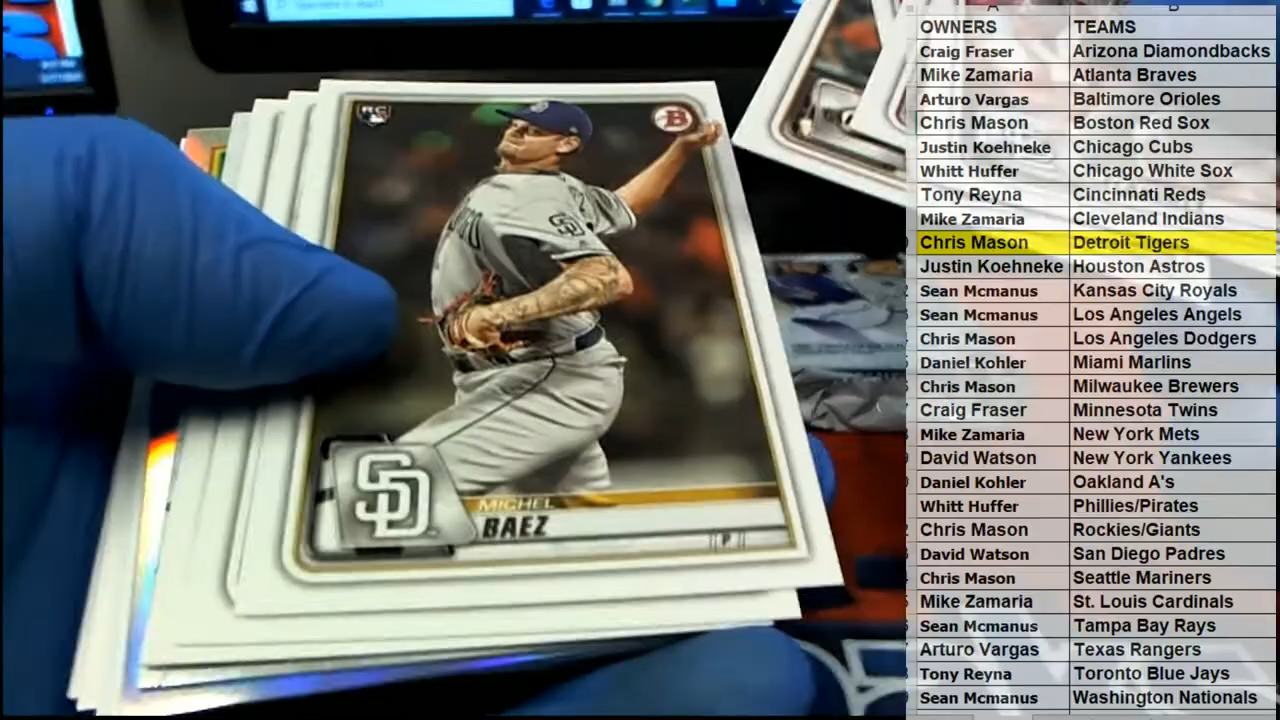 RC
B
SD
SD
MICHEL
BAEZ
P
A B
OWNERS TEAMS
Craig Fraser Arizona Diamondbacks
Mike Zamaria Atlanta Braves
Arturo Vargas Baltimore Orioles
Chris Mason Boston Red Sox
Justin Koehneke Chicago Cubs
Whitt Huffer Chicago White Sox
Tony Reyna Cincinnati Reds
Mike Zamaria Cleveland Indians
Chris Mason Detroit Tigers
Justin Koehneke Houston Astros
Sean Mcmanus Kansas City Royals
Sean Mcmanus Los Angeles Angels
Chris Mason Los Angeles Dodgers
Daniel Kohler Miami Marlins
Chris Mason Milwaukee Brewers
Craig Fraser Minnesota Twins
Mike Zamaria New York Mets
David Watson New York Yankees
Daniel Kohler Oakland A's
Whitt Huffer Phillies/Pirates
Chris Mason Rockies/Giants
David Watson San Diego Padres
Chris Mason Seattle Mariners
Mike Zamaria St. Louis Cardinals
Sean Mcmanus Tampa Bay Rays
Arturo Vargas Texas Rangers
Tony Reyna Toronto Blue Jays
Sean Mcmanus Washington Nationals